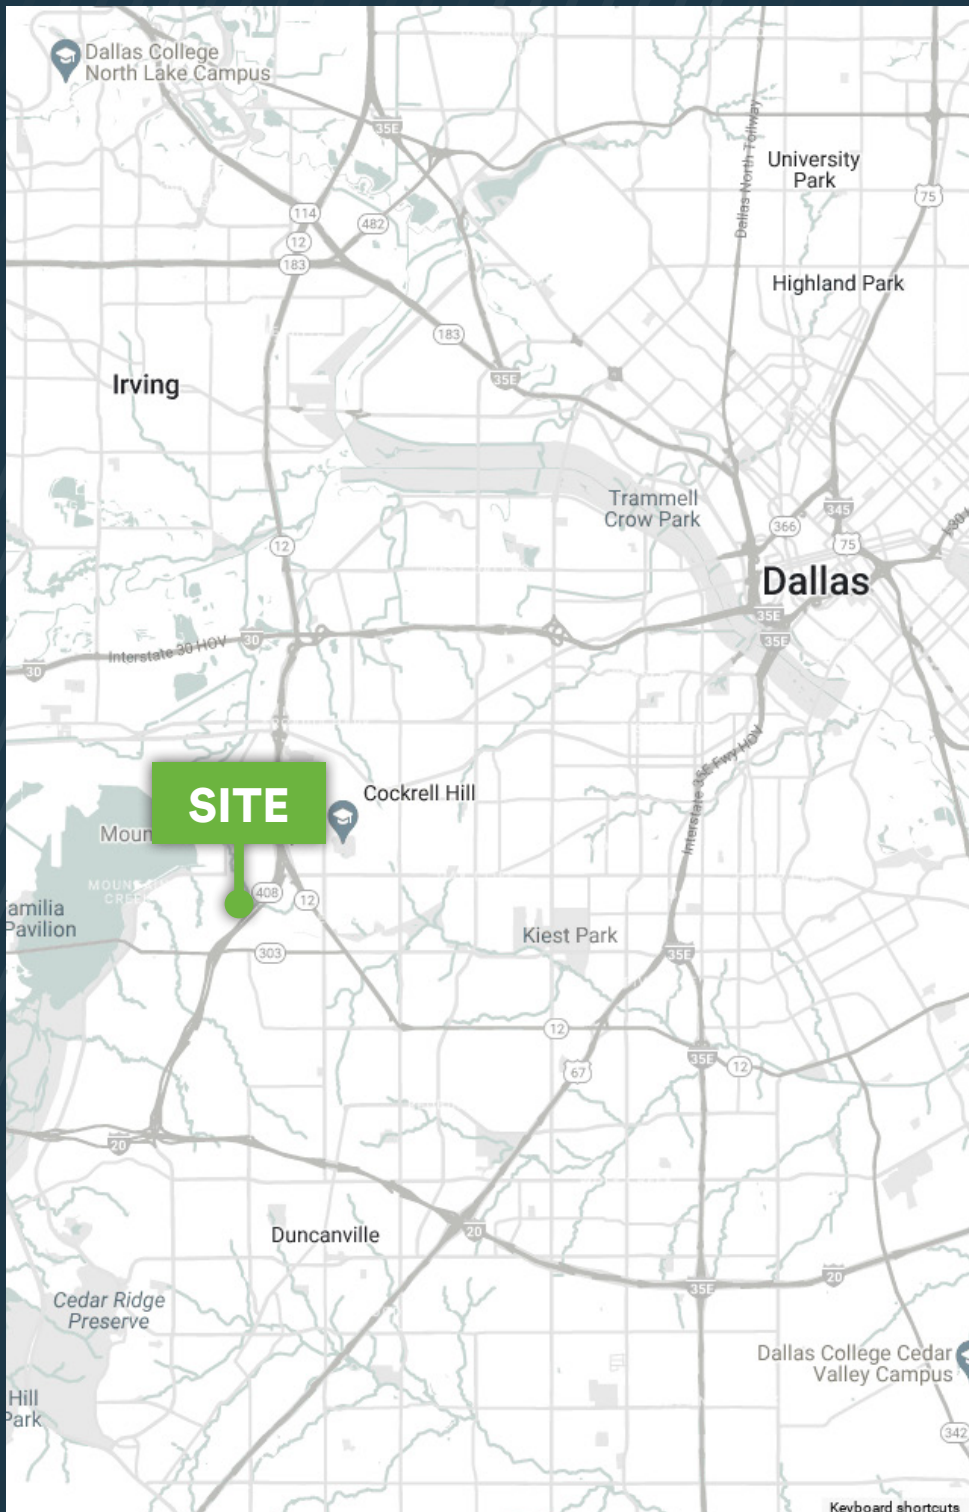 Dallas College
North Lake Campus
35E
Dallas North Tollway
University
Park
75
114
482
12
183
Highland Park
183
Irving
35E
Trammell
Crow Park
345
366
75
12
Dallas
35E
35E
30
Interstate 30 HOV
30
Interstate 35E Fwy HOV
SITE
Cockrell Hill
408
12
Kiest Park
303
35E
12
35E
12
67
20
Duncanville
20
20
35E
Cedar Ridge
Preserve
Dallas College Cedar
Valley Campus
Hill
Park
342
Keyboard shortcuts
amilia
Pavilion